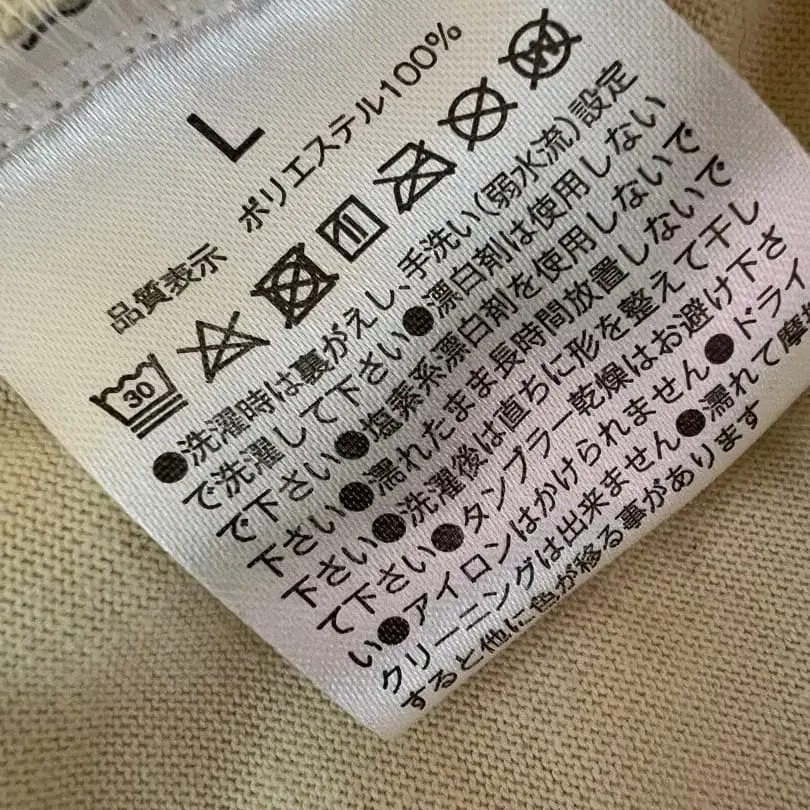 L
品質表示 ポリエステル100%
30
●洗濯時は裏がえし、手洗い(弱水流)設定
で洗濯して下さい●漂白剤は使用しない
で下さい●塩素系漂白剤を使用しないで
下さい●濡れたまま長時間放置しないで
下さい●洗濯後は直ちに形を整えて干し
て下さい●タンブラー乾燥はお避け下さ
い●アイロンはかけられません●ドライ
クリーニングは出来ません●濡れて摩擦
すると他に色が移る事があります